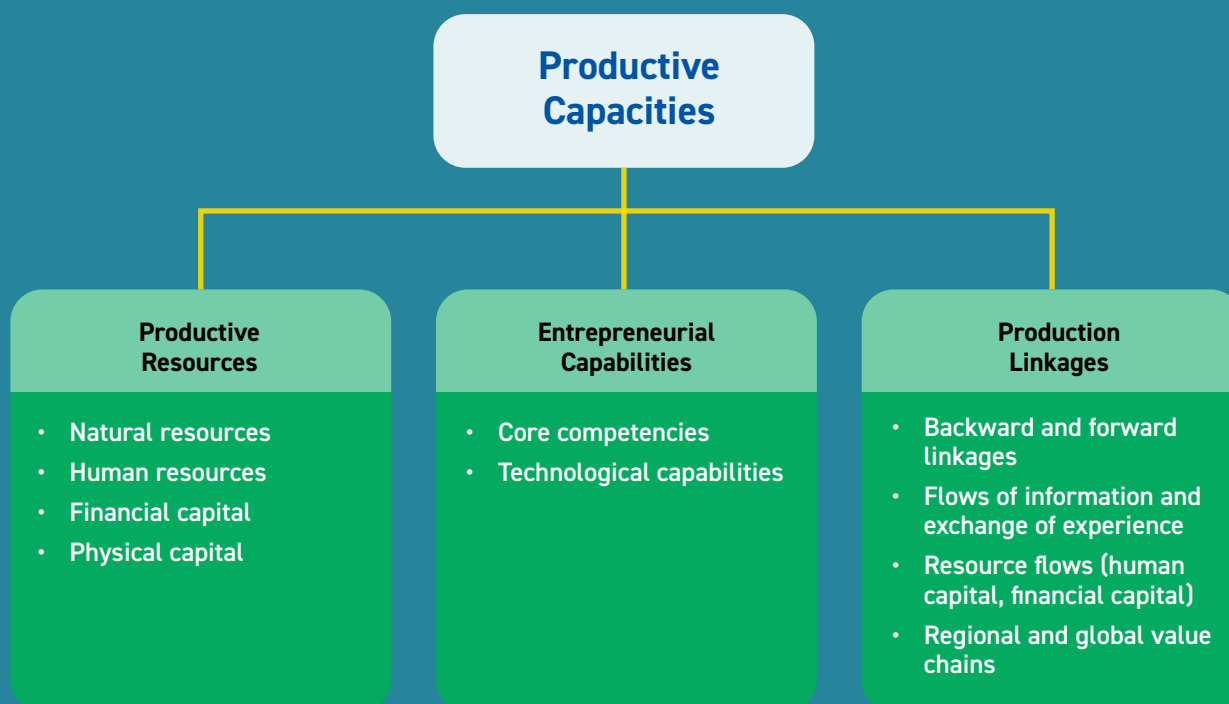 Productive
Capacities
Productive
Resources
• Natural resources
• Human resources
• Financial capital
• Physical capital
Entrepreneurial
Capabilities
• Core competencies
• Technological capabilities
Production
Linkages
• Backward and forward
linkages
• Flows of information and
exchange of experience
• Resource flows (human
capital, financial capital)
• Regional and global value
chains